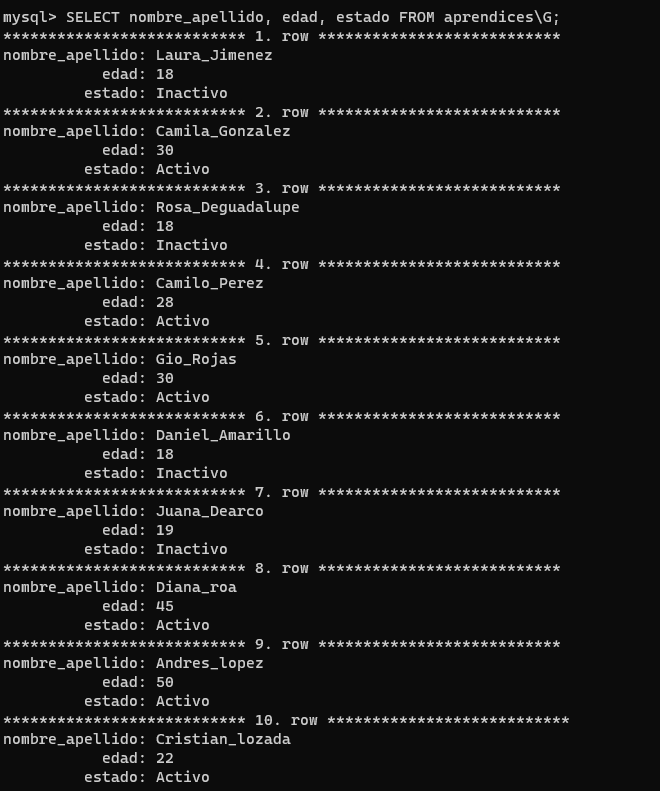 mysql> SELECT nombre_apellido, edad, estado FROM aprendices\G;
*************************** 1. row ***************************
nombre_apellido: Laura_Jimenez
           edad: 18
         estado: Inactivo
*************************** 2. row ***************************
nombre_apellido: Camila_Gonzalez
           edad: 30
         estado: Activo
*************************** 3. row ***************************
nombre_apellido: Rosa_Deguadalupe
           edad: 18
         estado: Inactivo
*************************** 4. row ***************************
nombre_apellido: Camilo_Perez
           edad: 28
         estado: Activo
*************************** 5. row ***************************
nombre_apellido: Gio_Rojas
           edad: 30
         estado: Activo
*************************** 6. row ***************************
nombre_apellido: Daniel_Amarillo
           edad: 18
         estado: Inactivo
*************************** 7. row ***************************
nombre_apellido: Juana_Dearco
           edad: 19
         estado: Inactivo
*************************** 8. row ***************************
nombre_apellido: Diana_roa
           edad: 45
         estado: Activo
*************************** 9. row ***************************
nombre_apellido: Andres_lopez
           edad: 50
         estado: Activo
*************************** 10. row ***************************
nombre_apellido: Cristian_lozada
           edad: 22
         estado: Activo